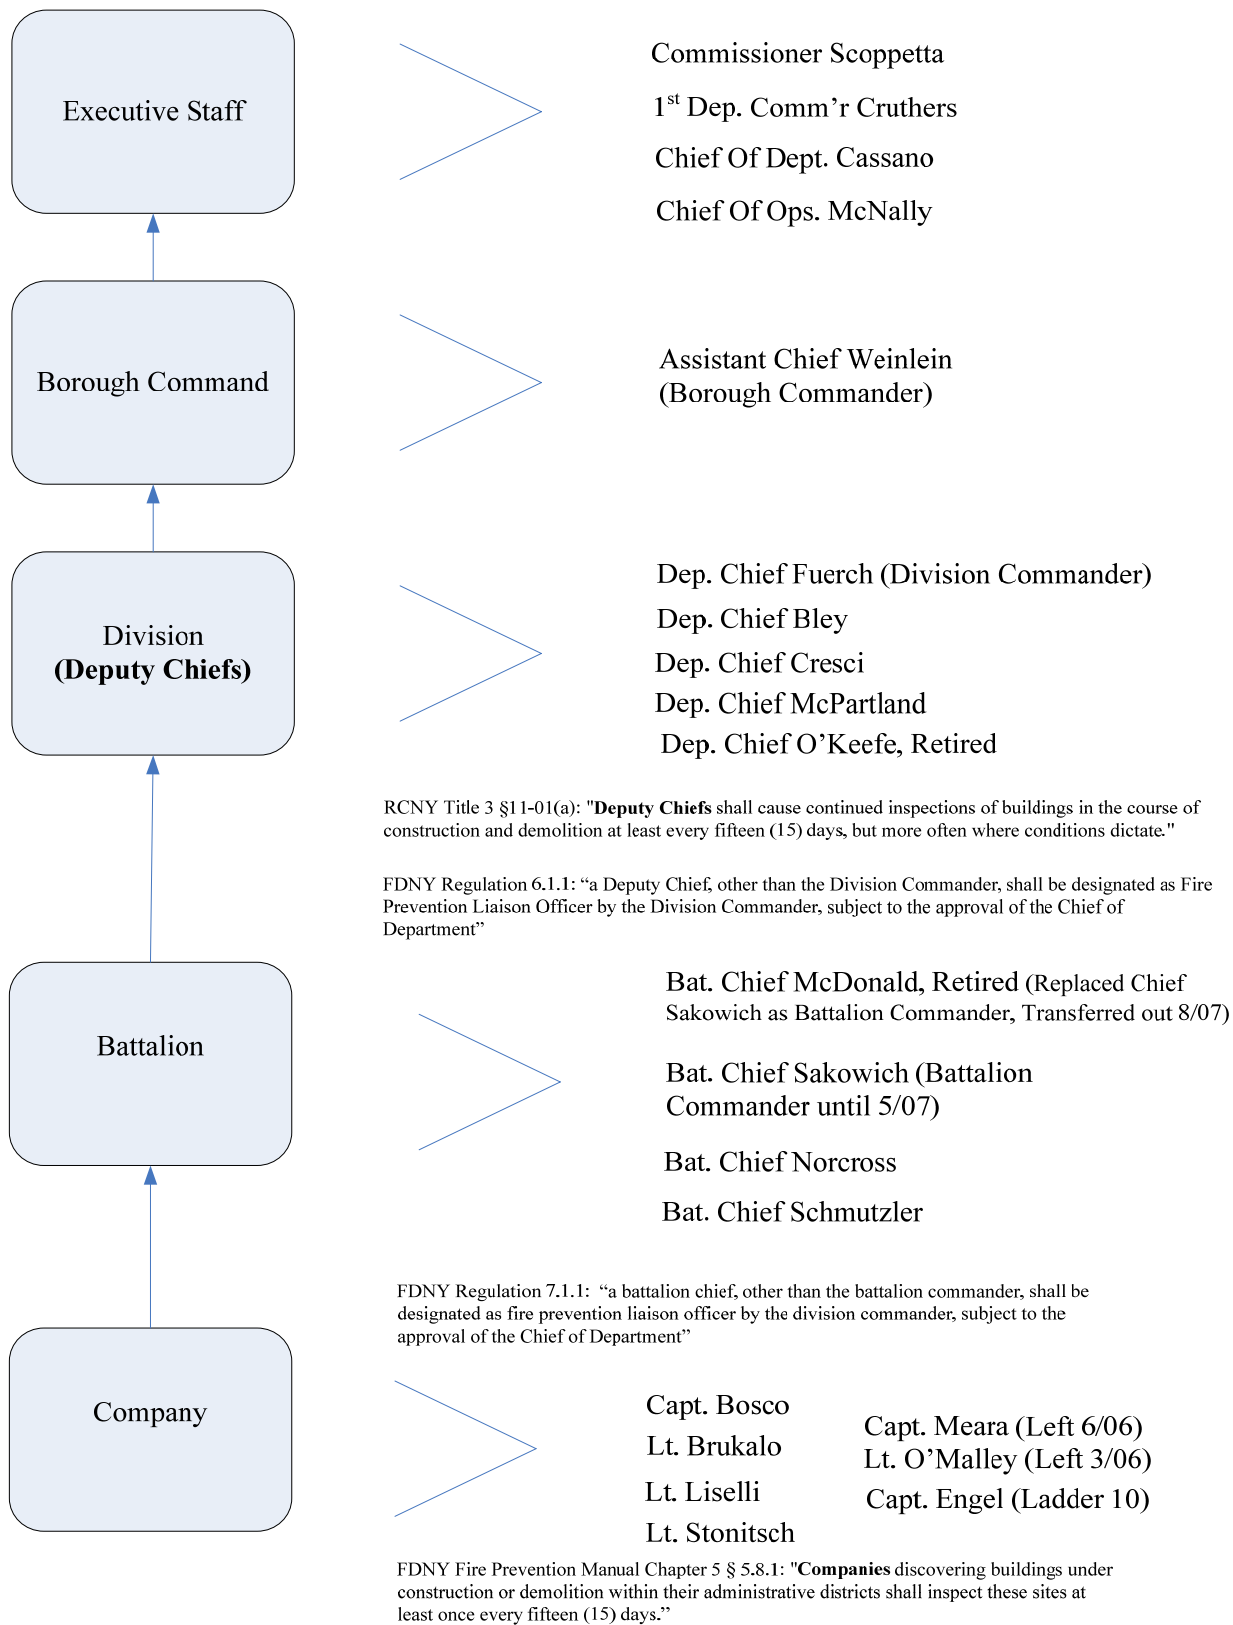 Executive Staff
Commissioner Scoppetta
1st Dep. Comm’r Cruthers
Chief Of Dept. Cassano
Chief Of Ops. McNally
Borough Command
Assistant Chief Weinlein
(Borough Commander)
Division
(Deputy Chiefs)
Dep. Chief Fuerch (Division Commander)
Dep. Chief Bley
Dep. Chief Cresci
Dep. Chief McPartland
Dep. Chief O’Keefe, Retired
RCNY Title 3 §11-01(a): "Deputy Chiefs shall cause continued inspections of buildings in the course of
construction and demolition at least every fifteen (15) days, but more often where conditions dictate."
FDNY Regulation 6.1.1: “a Deputy Chief, other than the Division Commander, shall be designated as Fire
Prevention Liaison Officer by the Division Commander, subject to the approval of the Chief of
Department”
Battalion
Bat. Chief McDonald, Retired (Replaced Chief
Sakowich as Battalion Commander, Transferred out 8/07)
Bat. Chief Sakowich (Battalion
Commander until 5/07)
Bat. Chief Norcross
Bat. Chief Schmutzler
FDNY Regulation 7.1.1: “a battalion chief, other than the battalion commander, shall be
designated as fire prevention liaison officer by the division commander, subject to the
approval of the Chief of Department”
Company
Capt. Bosco
Lt. Brukalo
Lt. Liselli
Lt. Stonitsch
Capt. Meara (Left 6/06)
Lt. O’Malley (Left 3/06)
Capt. Engel (Ladder 10)
FDNY Fire Prevention Manual Chapter 5 § 5.8.1: "Companies discovering buildings under
construction or demolition within their administrative districts shall inspect these sites at
least once every fifteen (15) days.”